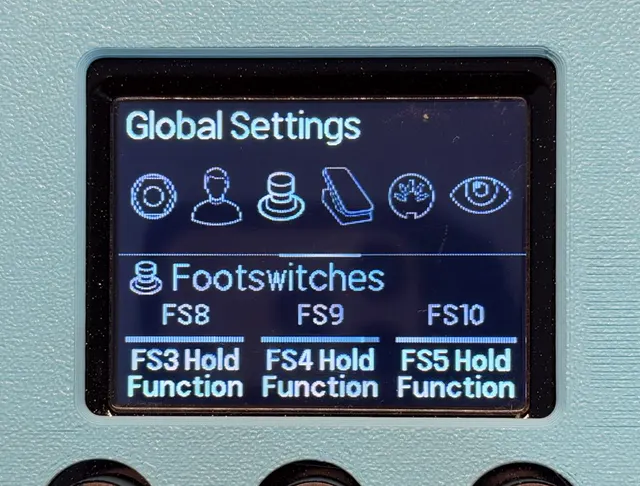 Global Settings
Footswitches
FS8 FS9 FS10
FS3 Hold FS4 Hold FS5 Hold
Function Function Function